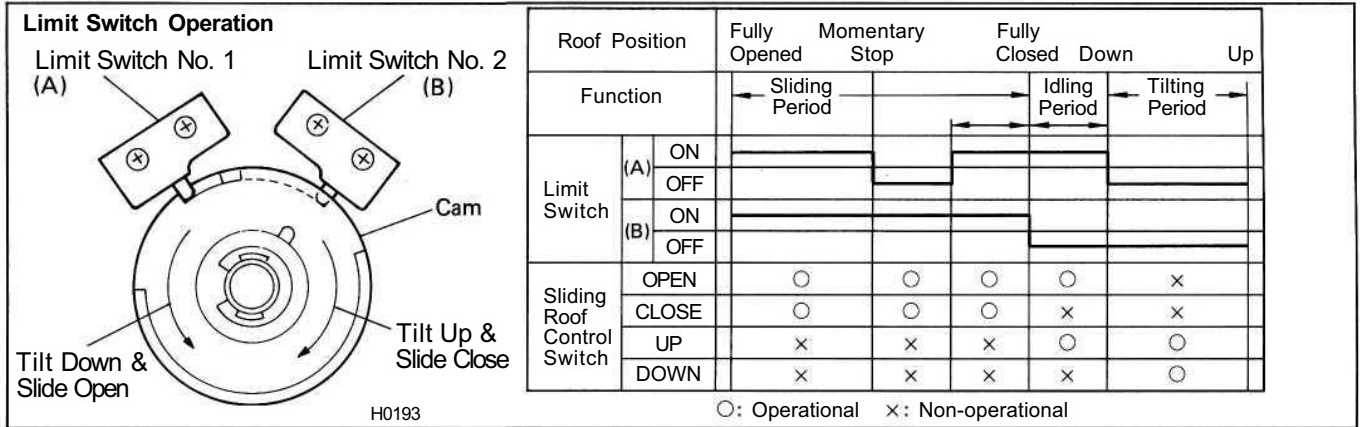 Limit Switch Operation
Limit Switch No. 1
(A)
Limit Switch No. 2
(B)
Cam
Tilt Up &
Slide Close
Tilt Down &
Slide Open
H0193
Roof Position
Fully Opened
Momentary Stop
Fully Closed
Down
Up
Function
Sliding Period
Idling Period
Tilting Period
Limit Switch
(A)
ON
OFF
(B)
ON
OFF
Sliding Roof Control Switch
OPEN ○ ○ ○ ○ ×
CLOSE ○ ○ ○ × ×
UP × × × ○ ○
DOWN × × × × ○
○: Operational ×: Non-operational